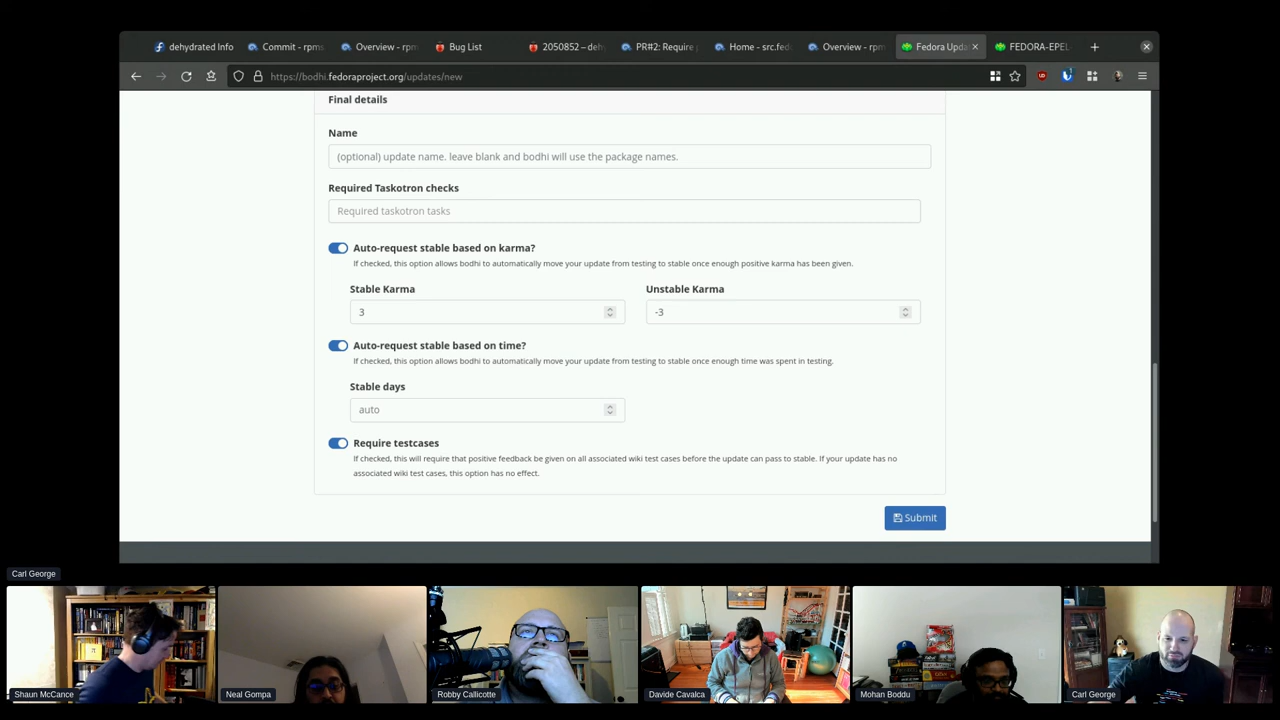 dehydrated Info
Commit - rpms
Overview - rpm
Bug List
2050852 – deh
PR#2: Require
Home - src.fed
Overview - rpm
Fedora Upda
FEDORA-EPEL
https://bodhi.fedoraproject.org/updates/new
Final details
Name
(optional) update name. leave blank and bodhi will use the package names.
Required Taskotron checks
Required taskotron tasks
Auto-request stable based on karma?
If checked, this option allows bodhi to automatically move your update from testing to stable once enough positive karma has been given.
Stable Karma
Unstable Karma
3
-3
Auto-request stable based on time?
If checked, this option allows bodhi to automatically move your update from testing to stable once enough time was spent in testing.
Stable days
auto
Require testcases
If checked, this will require that positive feedback be given on all associated wiki test cases before the update can pass to stable. If your update has no
associated wiki test cases, this option has no effect.
Submit
Carl George
Shaun McCance
Neal Gompa
Robby Callicotte
Davide Cavalca
Mohan Boddu
Carl George